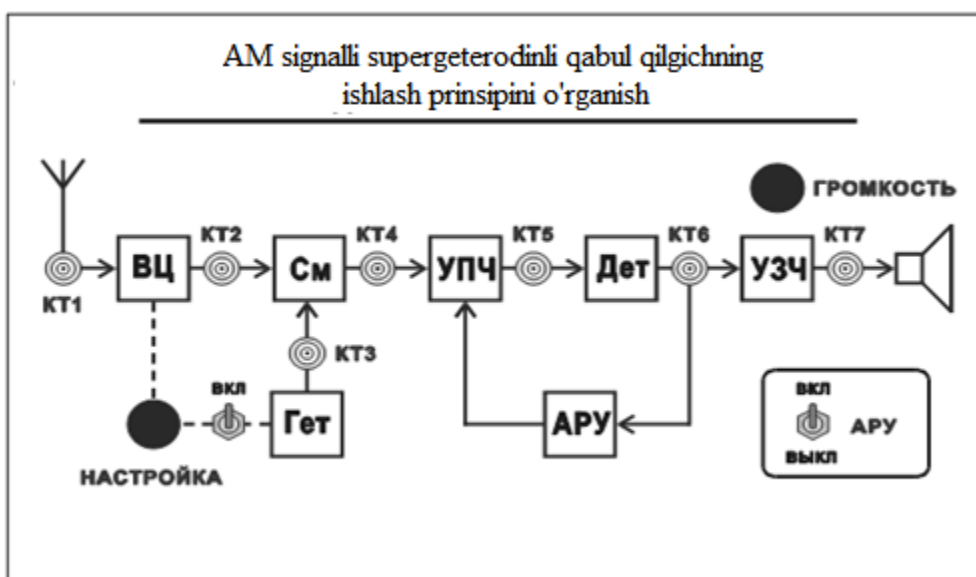 AM signalli supergeterodinli qabul qilgichning
ishlash prinsipini o'rganish
ГРОМКОСТЬ
КТ2 КТ4 КТ5 КТ6 КТ7
ВЦ См УПЧ Дет УЗЧ
КТ1
КТ3
ВКЛ
Гет АРУ
НАСТРОЙКА
ВКЛ
АРУ
ВЫКЛ